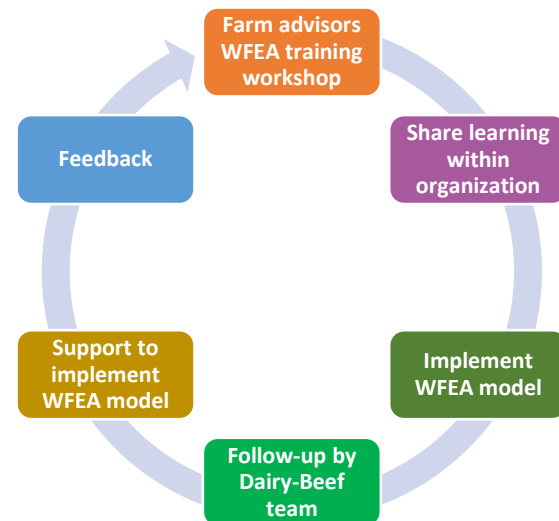 Farm advisors
WFEA training
workshop
Share learning
within
organization
Implement
WFEA model
Follow-up by
Dairy-Beef
team
Support to
implement
WFEA model
Feedback